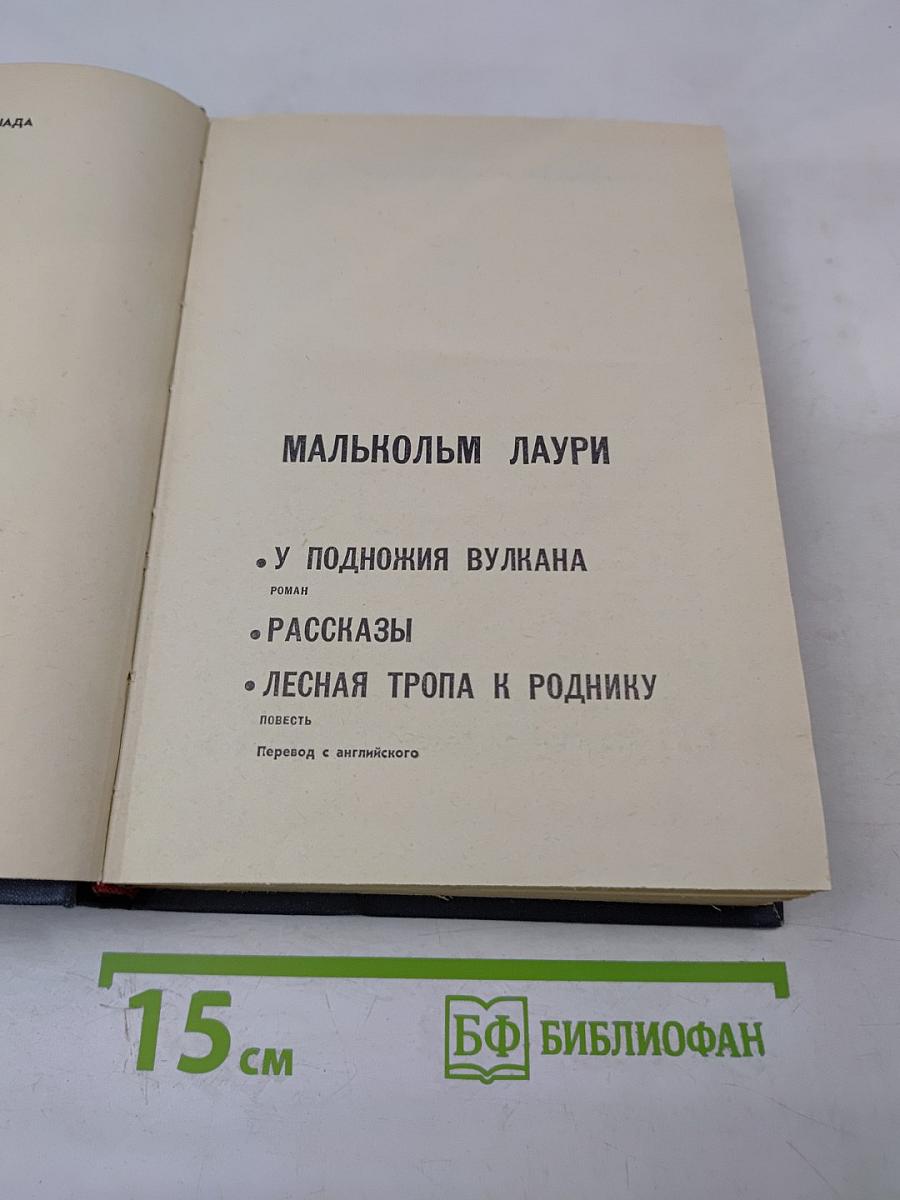 МАЛЬКОЛЬМ ЛАУРИ
• У ПОДНОЖИЯ ВУЛКАНА
РОМАН
• РАССКАЗЫ
• ЛЕСНАЯ ТРОПА К РОДНИКУ
ПОВЕСТЬ
Перевод с английского
15 см
БФ БИБЛИОФАН